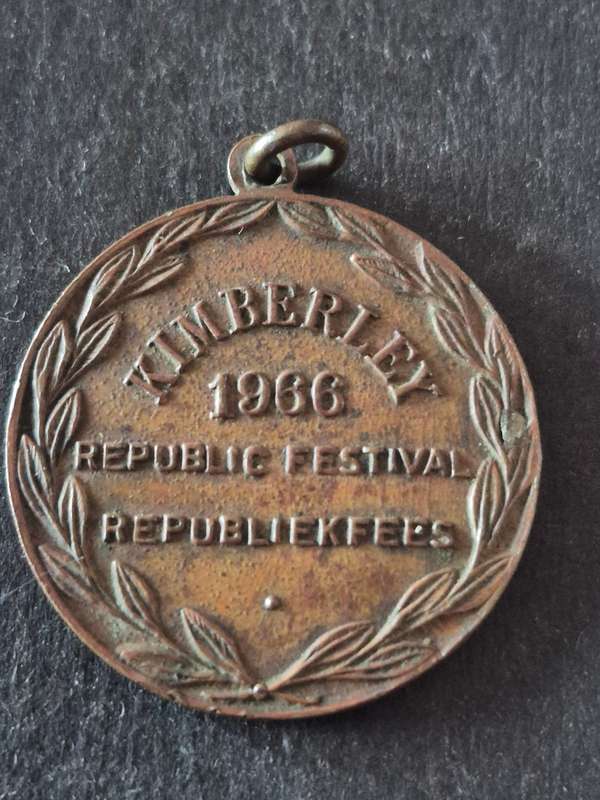 KIMBERLEY
1966
REPUBLIC FESTIVAL
REPUBLIEKFEES